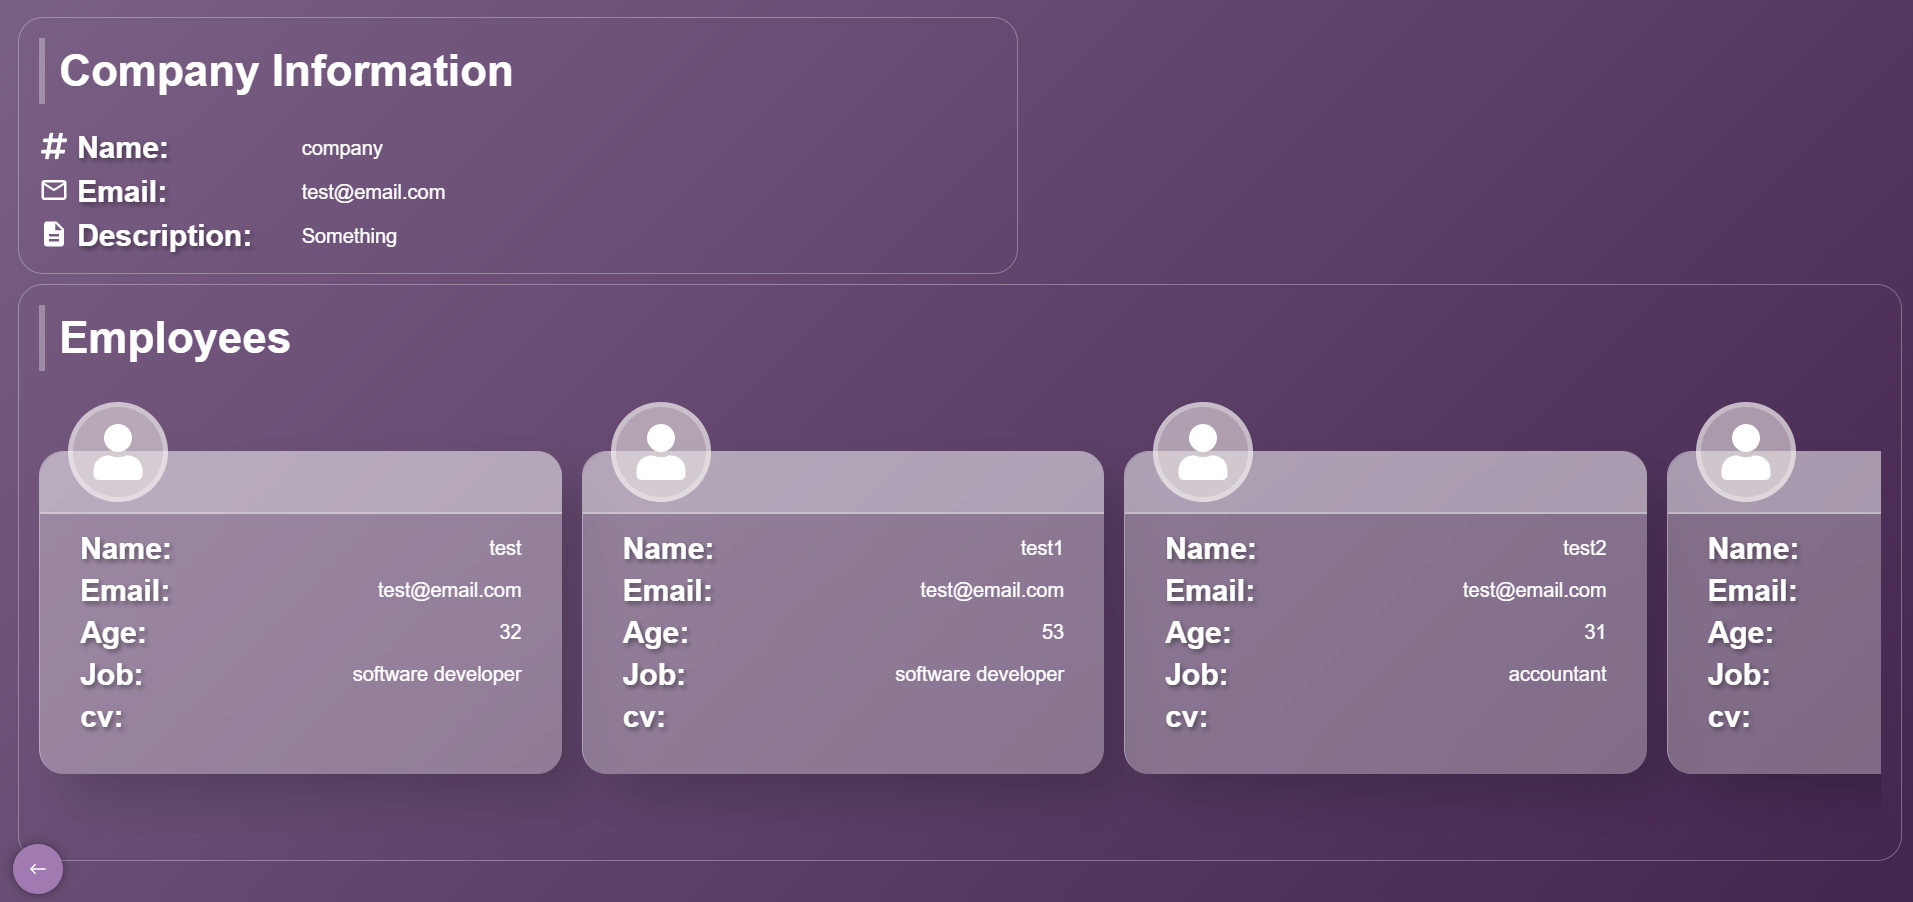 Company Information
# Name: company
Email: test@email.com
Description: Something
Employees
Name: test
Email: test@email.com
Age: 32
Job: software developer
cv:
Name: test1
Email: test@email.com
Age: 53
Job: software developer
cv:
Name: test2
Email: test@email.com
Age: 31
Job: accountant
cv:
Name:
Email:
Age:
Job:
cv: